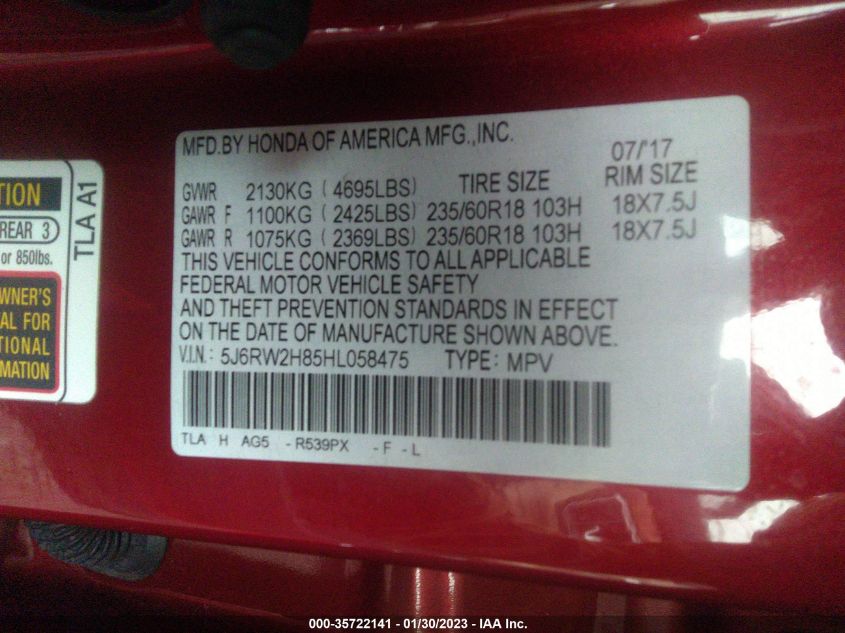 MFD.BY HONDA OF AMERICA MFG.,INC.
07/'17
GVWR 2130KG ( 4695LBS) TIRE SIZE RIM SIZE
GAWR F 1100KG ( 2425LBS) 235/60R18 103H 18X7.5J
GAWR R 1075KG ( 2369LBS) 235/60R18 103H 18X7.5J
THIS VEHICLE CONFORMS TO ALL APPLICABLE
FEDERAL MOTOR VEHICLE SAFETY
AND THEFT PREVENTION STANDARDS IN EFFECT
ON THE DATE OF MANUFACTURE SHOWN ABOVE.
V.I.N.: 5J6RW2H85HL058475 TYPE: MPV
TLA H AG5 -R539PX -F -L
TION
REAR 3
or 850lbs.
WNER'S
AL FOR
TIONAL
MATION
TLA A1
000-35722141 - 01/30/2023 - IAA Inc.